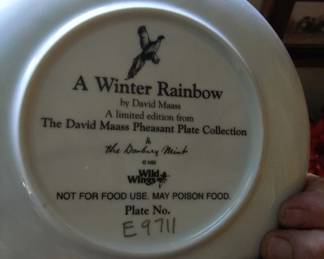 A Winter Rainbow
by David Maass
A limited edition from
The David Maass Pheasant Plate Collection
&
the Danbury Mint
Wild
Wings
NOT FOR FOOD USE. MAY POISON FOOD.
Plate No.
E9711